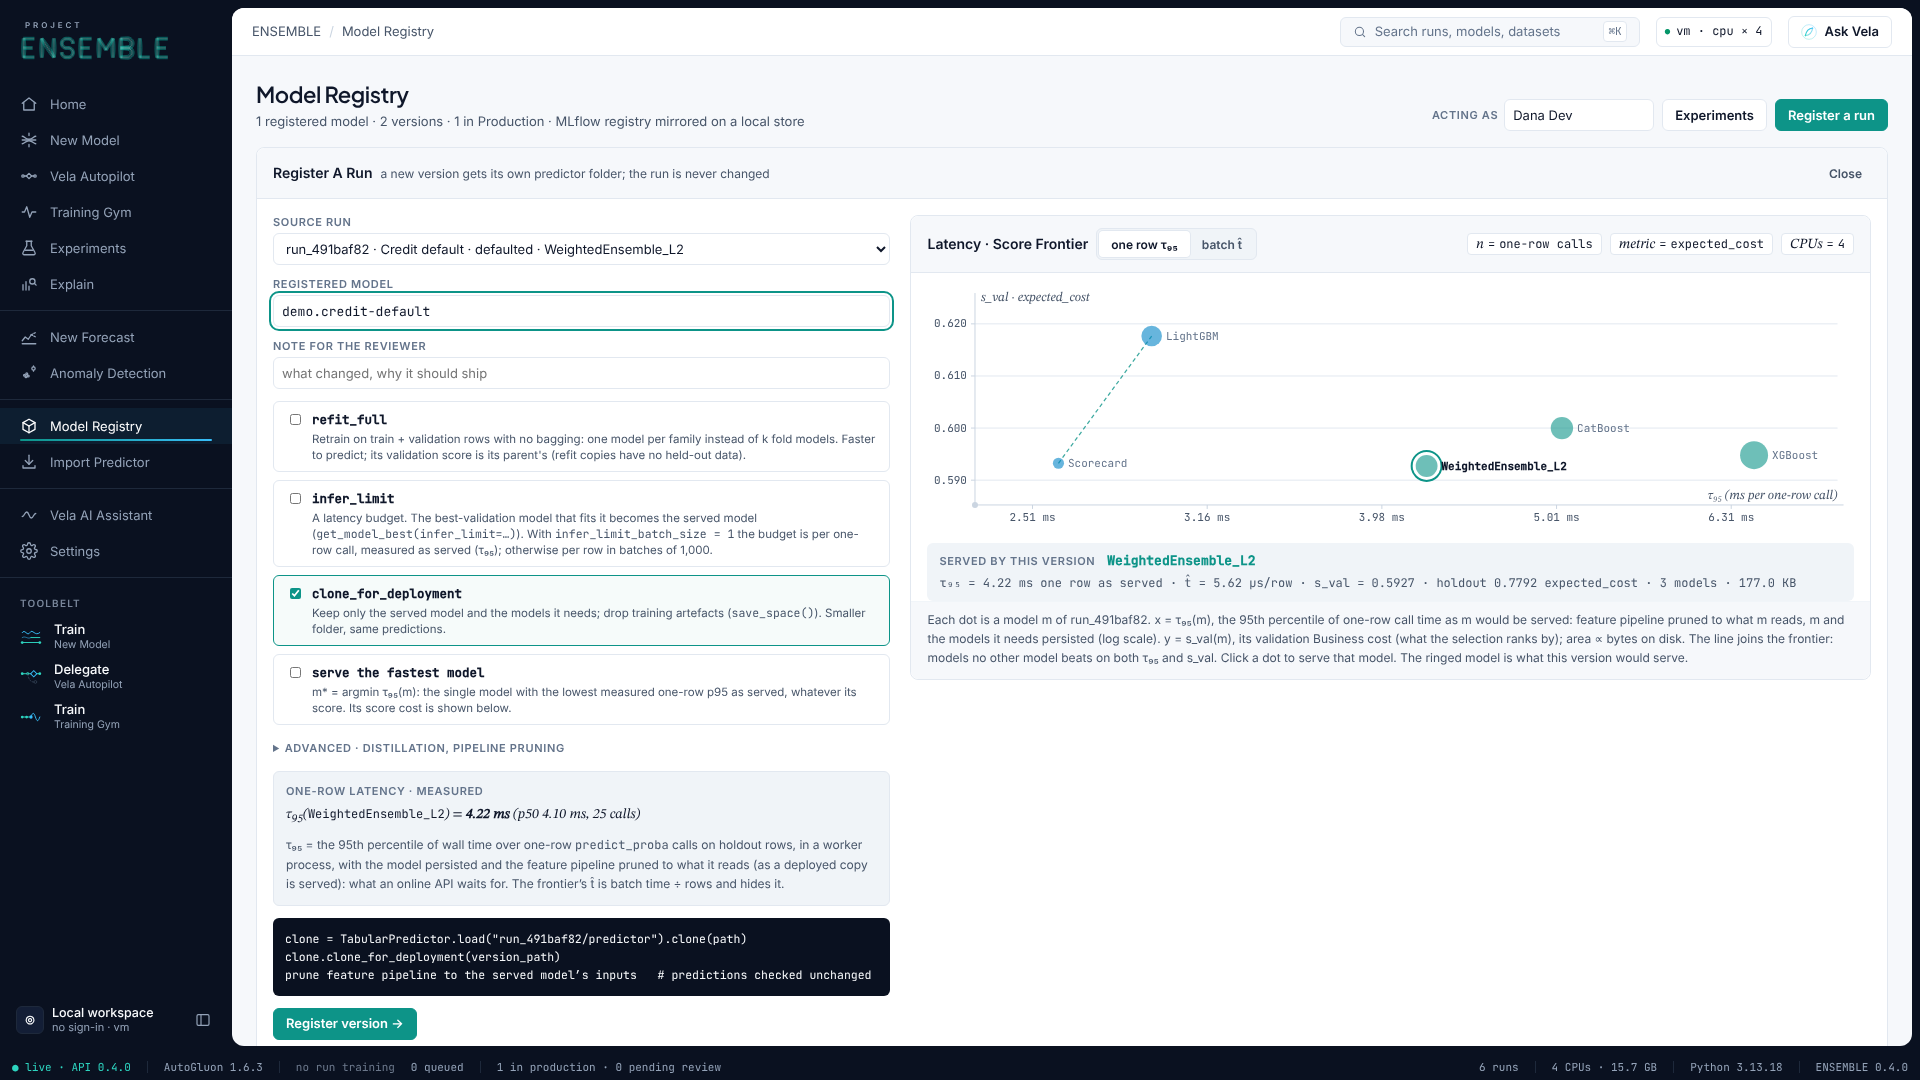 PROJECT
ENSEMBLE
Home
New Model
Vela Autopilot
Training Gym
Experiments
Explain
New Forecast
Anomaly Detection
Model Registry
Import Predictor
Vela AI Assistant
Settings
TOOLBELT
Train
New Model
Delegate
Vela Autopilot
Train
Training Gym
Local workspace
no sign-in · vm
ENSEMBLE / Model Registry
Search runs, models, datasets ⌘K
vm · cpu × 4
Ask Vela
Model Registry
1 registered model · 2 versions · 1 in Production · MLflow registry mirrored on a local store
ACTING AS Dana Dev
Experiments
Register a run
Register A Run a new version gets its own predictor folder; the run is never changed
Close
SOURCE RUN
run_491baf82 · Credit default · defaulted · WeightedEnsemble_L2
REGISTERED MODEL
demo.credit-default
NOTE FOR THE REVIEWER
what changed, why it should ship
refit_full
Retrain on train + validation rows with no bagging: one model per family instead of k fold models. Faster
to predict; its validation score is its parent's (refit copies have no held-out data).
infer_limit
A latency budget. The best-validation model that fits it becomes the served model
(get_model_best(infer_limit=…)). With infer_limit_batch_size = 1 the budget is per one-
row call, measured as served (τ₉₅); otherwise per row in batches of 1,000.
clone_for_deployment
Keep only the served model and the models it needs; drop training artefacts (save_space()). Smaller
folder, same predictions.
serve the fastest model
m* = argmin τ₉₅(m): the single model with the lowest measured one-row p95 as served, whatever its
score. Its score cost is shown below.
▶ ADVANCED · DISTILLATION, PIPELINE PRUNING
ONE-ROW LATENCY · MEASURED
τ₉₅(WeightedEnsemble_L2) = 4.22 ms (p50 4.10 ms, 25 calls)
τ₉₅ = the 95th percentile of wall time over one-row predict_proba calls on holdout rows, in a worker
process, with the model persisted and the feature pipeline pruned to what it reads (as a deployed copy
is served): what an online API waits for. The frontier's t̂ is batch time ÷ rows and hides it.
clone = TabularPredictor.load("run_491baf82/predictor").clone(path)
clone.clone_for_deployment(version_path)
prune feature pipeline to the served model's inputs # predictions checked unchanged
Register version →
Latency · Score Frontier
one row τ₉₅
batch t̂
n = one-row calls
metric = expected_cost
CPUs = 4
s_val · expected_cost
0.620
0.610
0.600
0.590
LightGBM
Scorecard
CatBoost
WeightedEnsemble_L2
XGBoost
τ₉₅ (ms per one-row call)
2.51 ms
3.16 ms
3.98 ms
5.01 ms
6.31 ms
SERVED BY THIS VERSION WeightedEnsemble_L2
τ₉₅ = 4.22 ms one row as served · t̂ = 5.62 µs/row · s_val = 0.5927 · holdout 0.7792 expected_cost · 3 models · 177.0 KB
Each dot is a model m of run_491baf82. x = τ₉₅(m), the 95th percentile of one-row call time as m would be served: feature pipeline pruned to what m reads, m and
the models it needs persisted (log scale). y = s_val(m), its validation Business cost (what the selection ranks by); area ∝ bytes on disk. The line joins the frontier:
models no other model beats on both τ₉₅ and s_val. Click a dot to serve that model. The ringed model is what this version would serve.
live · API 0.4.0
AutoGluon 1.6.3
no run training 0 queued
1 in production · 0 pending review
6 runs
4 CPUs · 15.7 GB
Python 3.13.18
ENSEMBLE 0.4.0